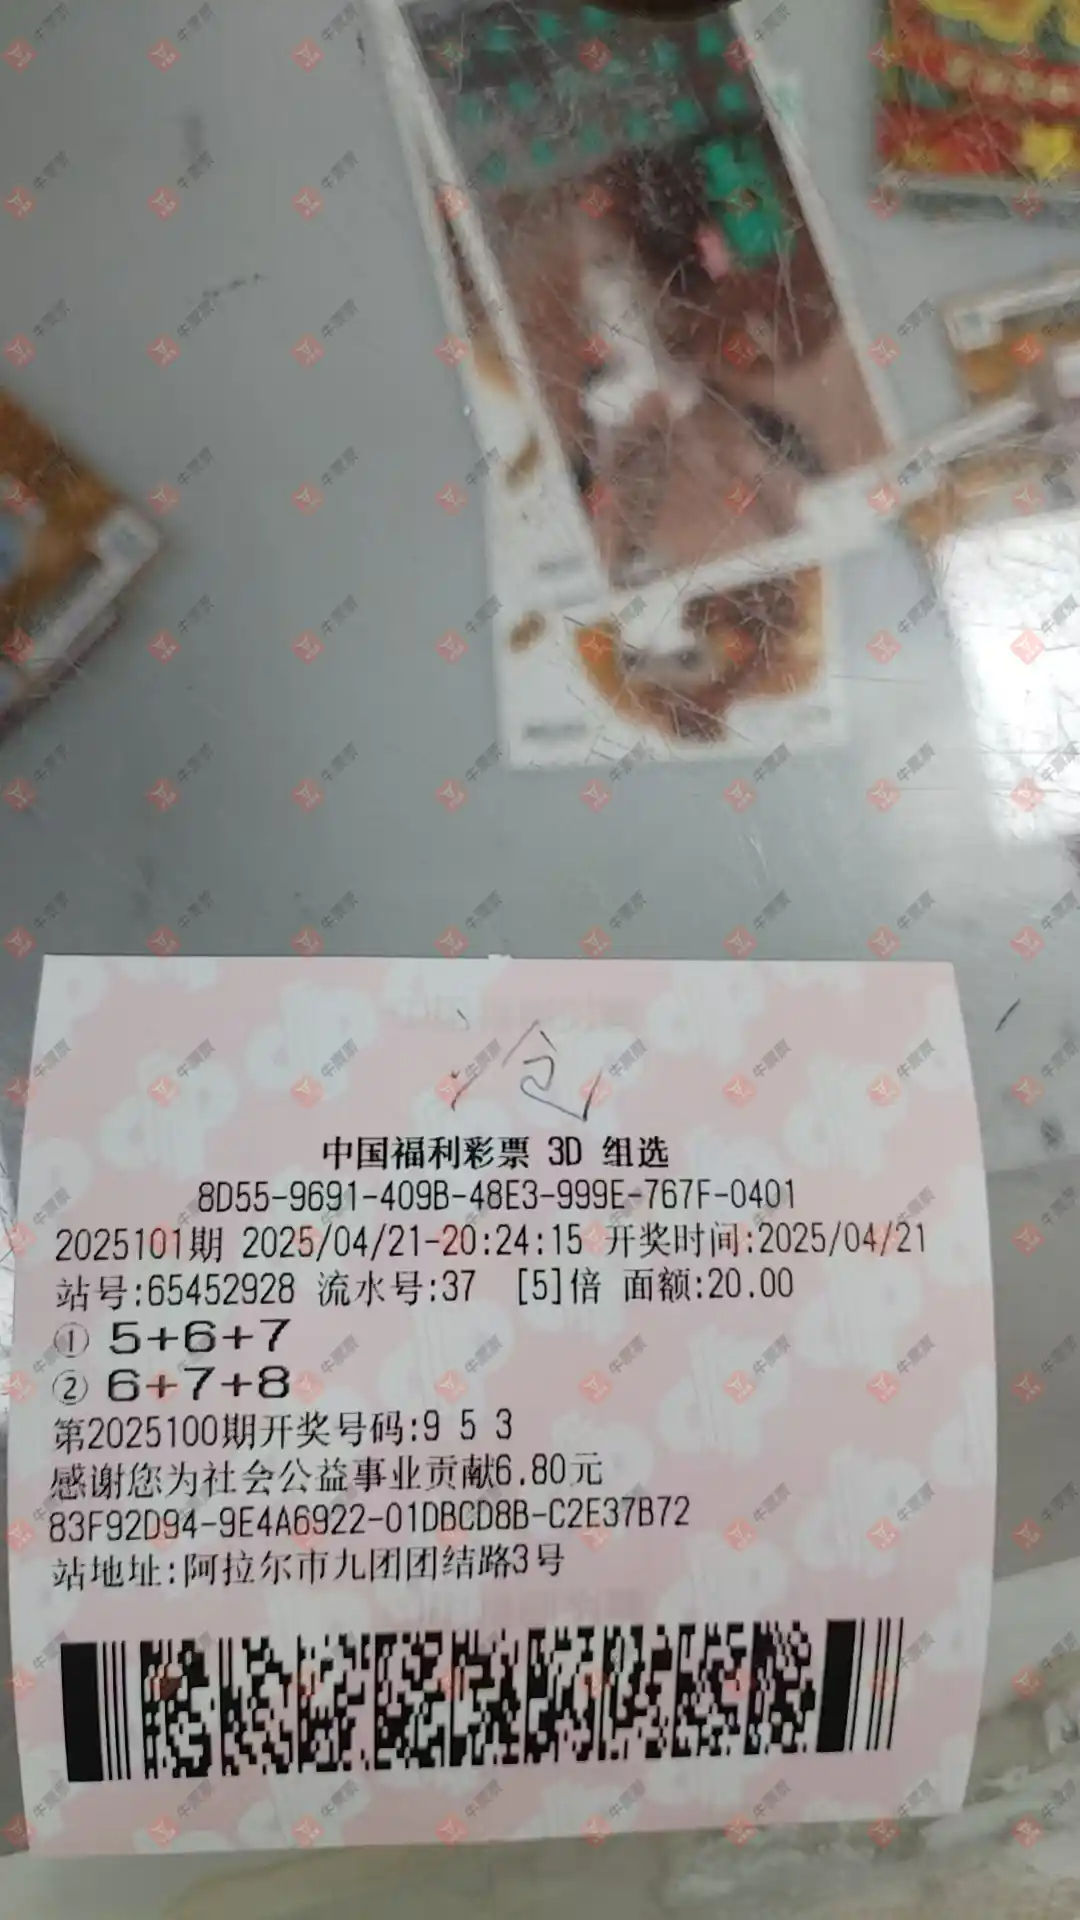 中国福利彩票 3D 组选
8D55-9691-409B-48E3-999E-767F-0401
2025101期 2025/04/21-20:24:15 开奖时间:2025/04/21
站号:65452928 流水号:37 [5]倍 面额:20.00
① 5+6+7
② 6+7+8
第2025100期开奖号码:9 5 3
感谢您为社会公益事业贡献6.80元
83F92D94-9E4A6922-01DBCD8B-C2E37B72
站地址:阿拉尔市九团团结路3号